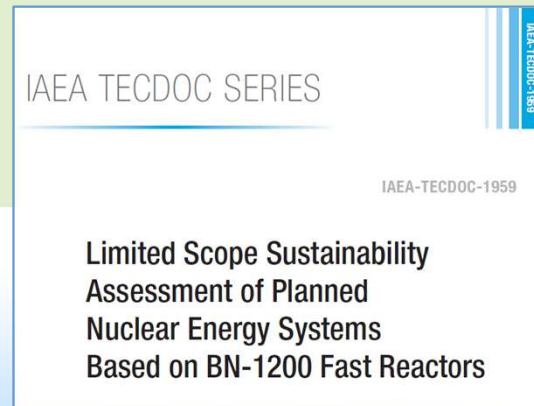 IAEA TECDOC SERIES
IAEA-TECDOC-1959
IAEA-TECDOC-1959
Limited Scope Sustainability
Assessment of Planned
Nuclear Energy Systems
Based on BN-1200 Fast Reactors